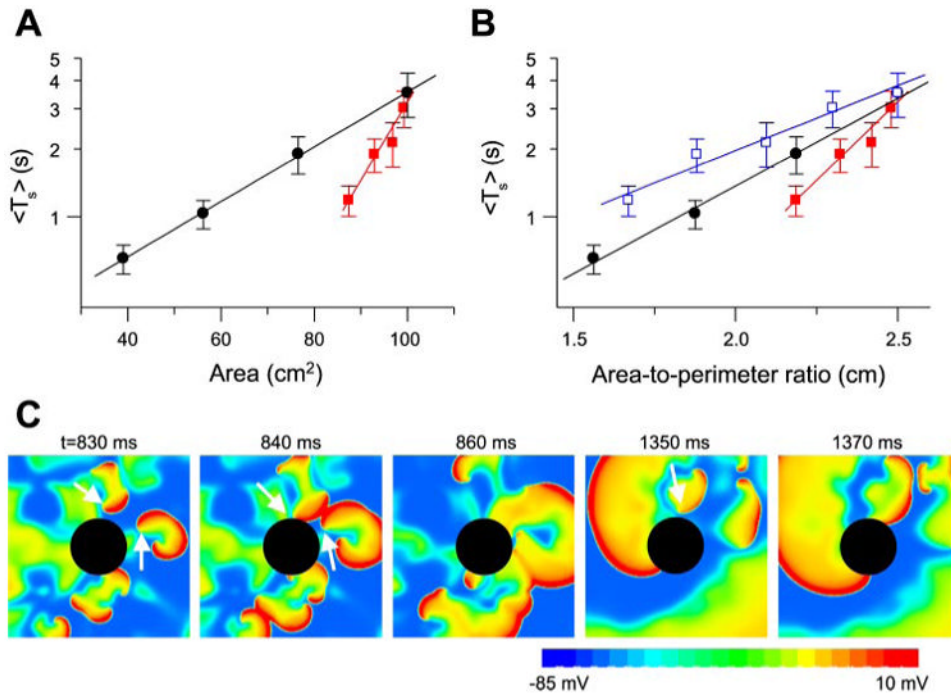 A
B
<T_s> (s)
5
4
3
2
1
40
60
80
100
Area (cm²)
<T_s> (s)
5
4
3
2
1
1.5
2.0
2.5
Area-to-perimeter ratio (cm)
C
t=830 ms
840 ms
860 ms
1350 ms
1370 ms
-85 mV
10 mV